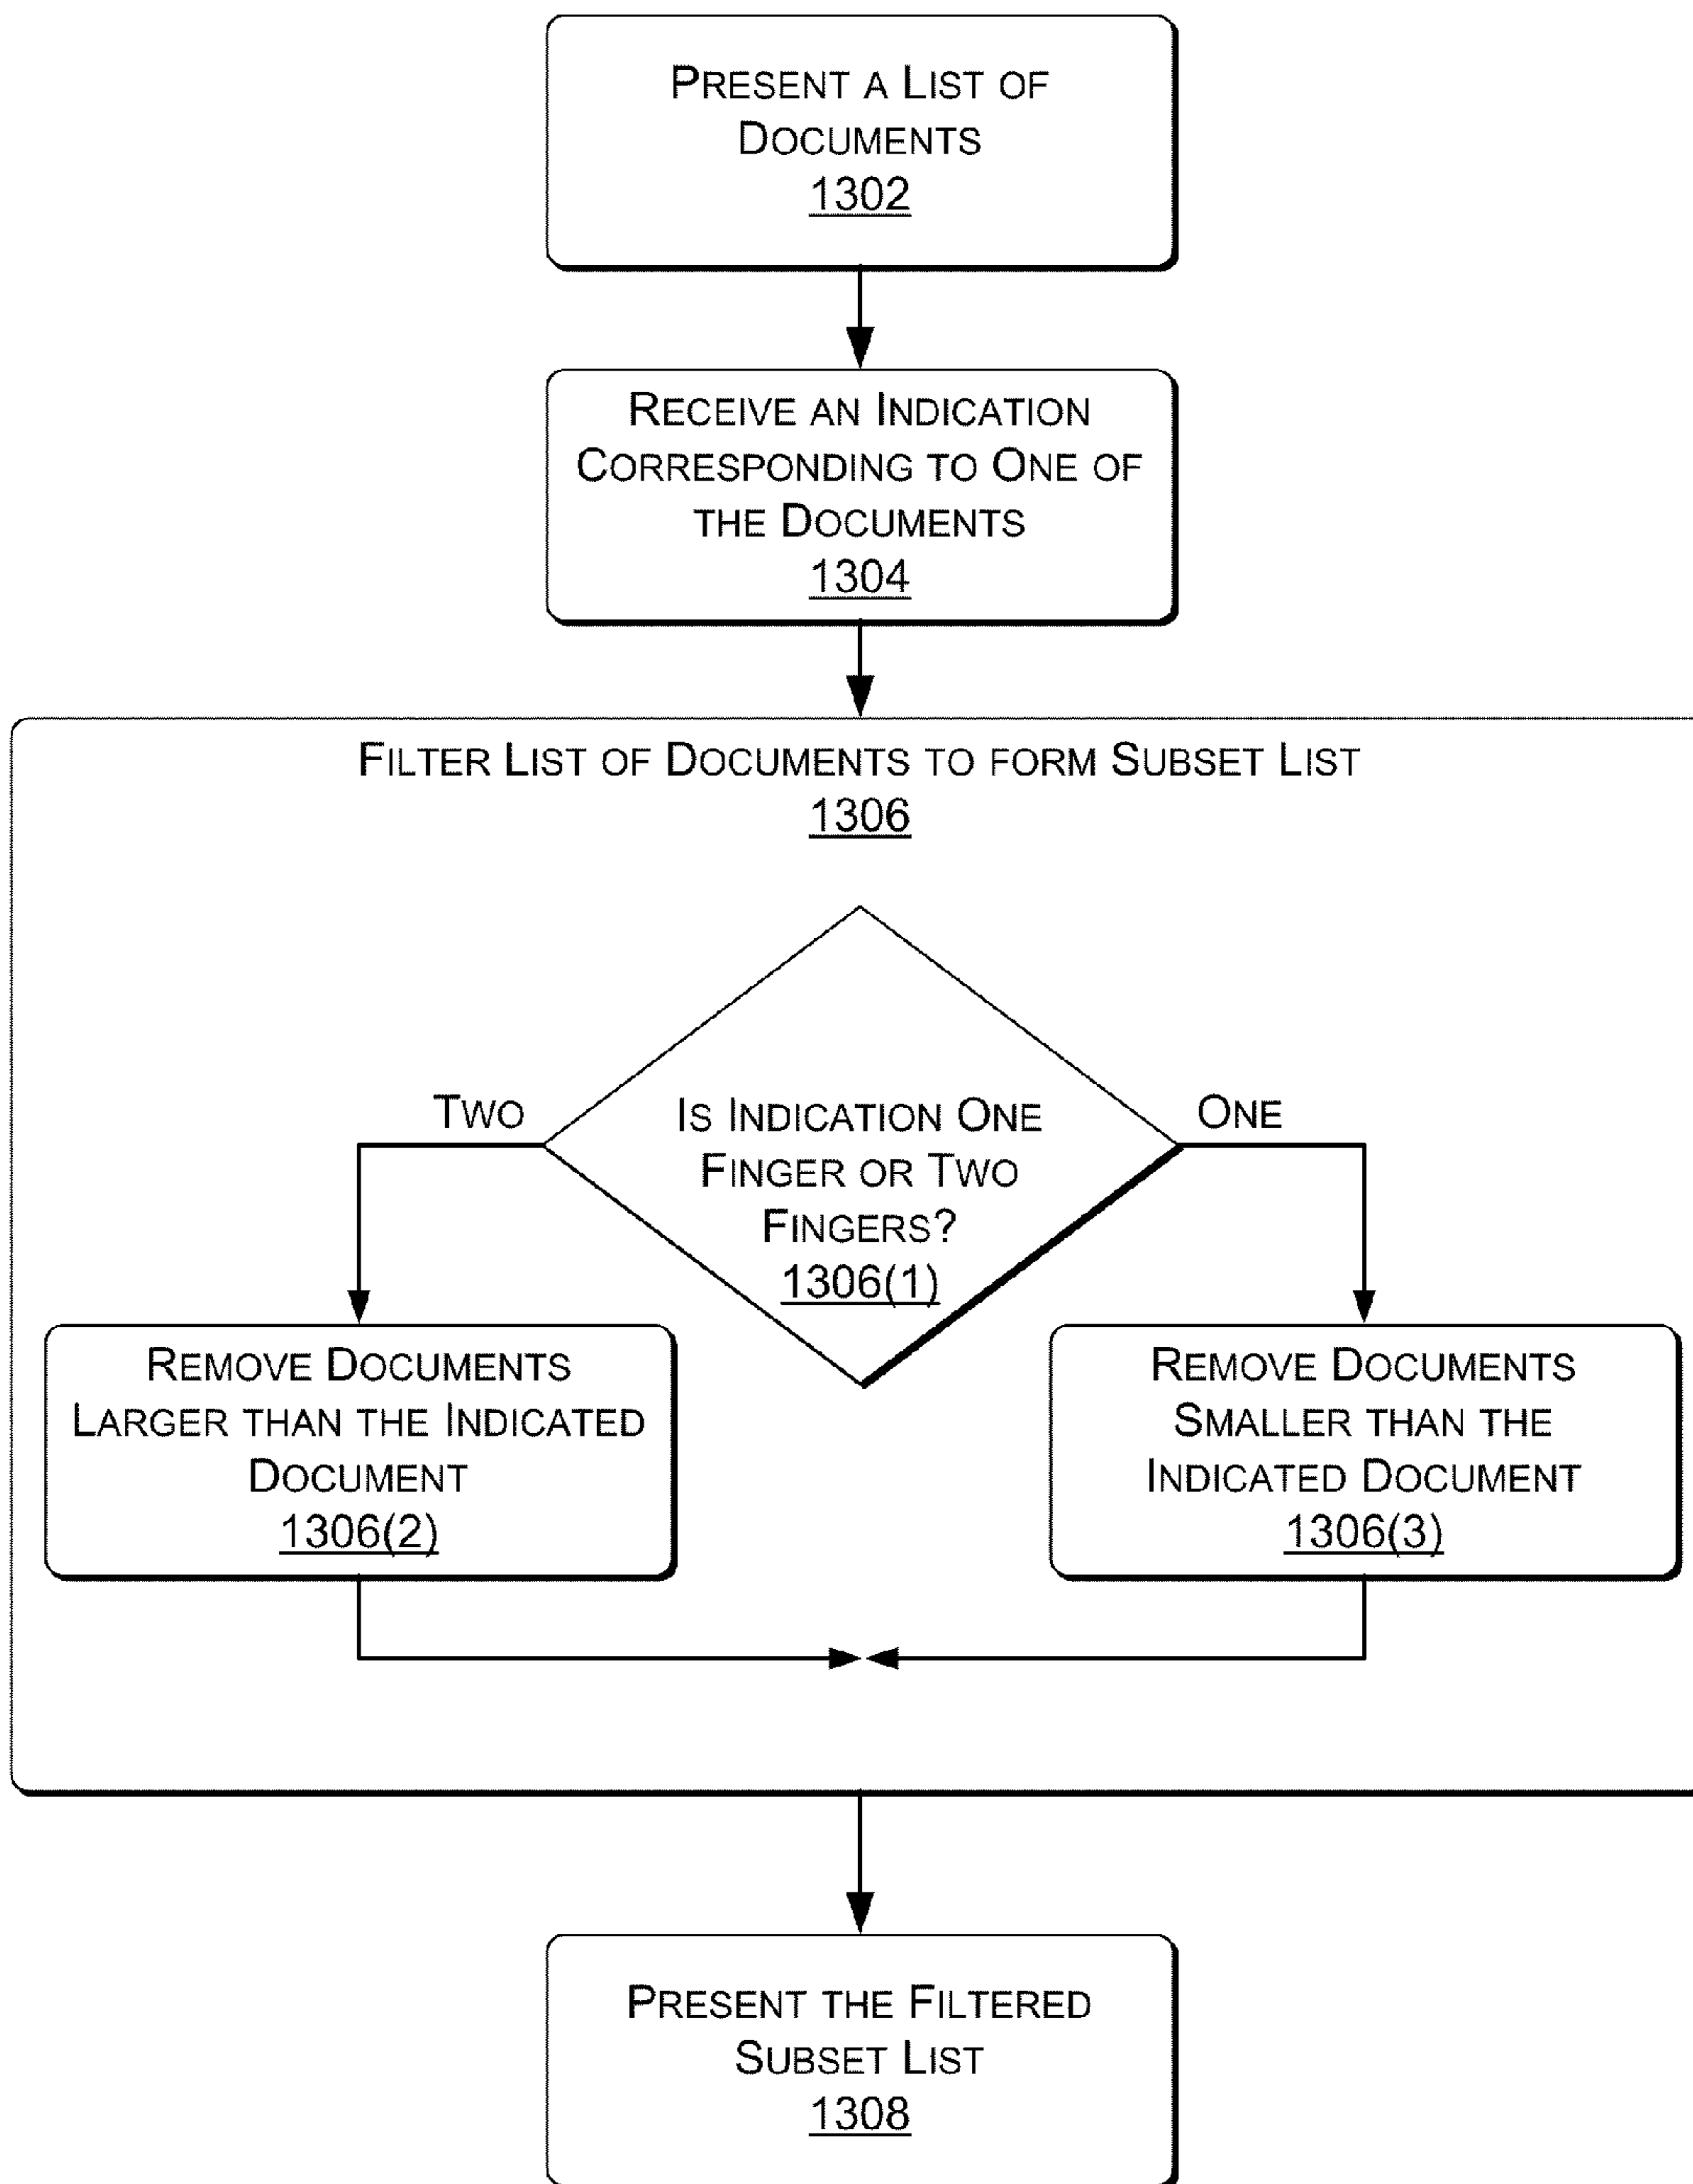 PRESENT A LIST OF
DOCUMENTS
1302
RECEIVE AN INDICATION
CORRESPONDING TO ONE OF
THE DOCUMENTS
1304
FILTER LIST OF DOCUMENTS TO FORM SUBSET LIST
1306
TWO
ONE
IS INDICATION ONE
FINGER OR TWO
FINGERS?
1306(1)
REMOVE DOCUMENTS
LARGER THAN THE INDICATED
DOCUMENT
1306(2)
REMOVE DOCUMENTS
SMALLER THAN THE
INDICATED DOCUMENT
1306(3)
PRESENT THE FILTERED
SUBSET LIST
1308